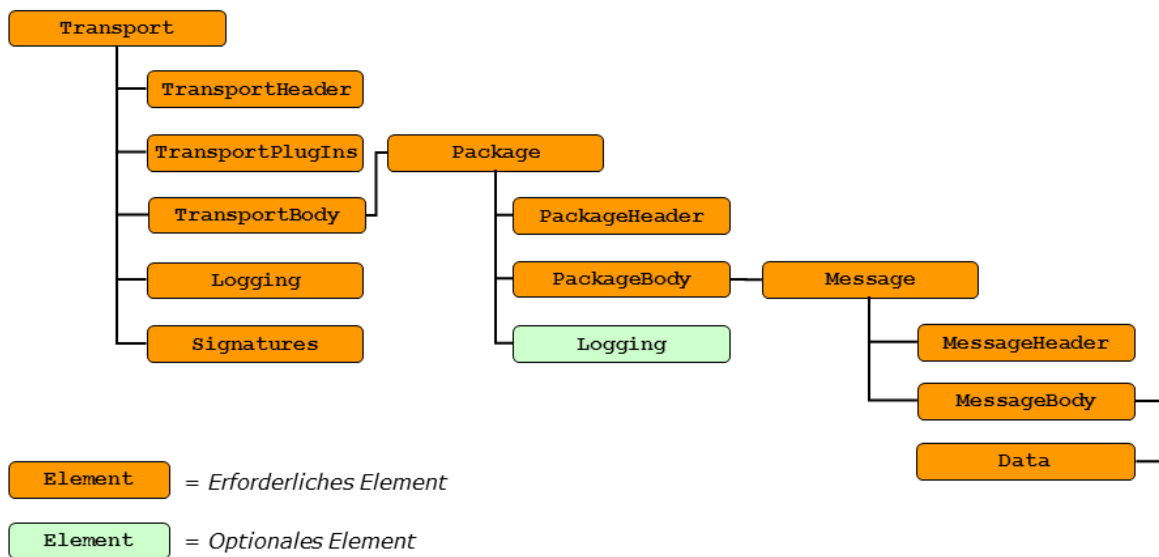 Transport
TransportHeader
TransportPlugIns
Package
TransportBody
PackageHeader
Logging
PackageBody
Message
Signatures
Logging
MessageHeader
MessageBody
Data
Element = Erforderliches Element
Element = Optionales Element